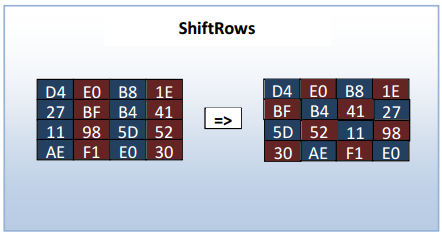 ShiftRows
D4 E0 B8 1E D4 E0 B8 1E
27 BF B4 41 BF B4 41 27
=>
11 98 5D 52 5D 52 11 98
AE F1 E0 30 30 AE F1 E0